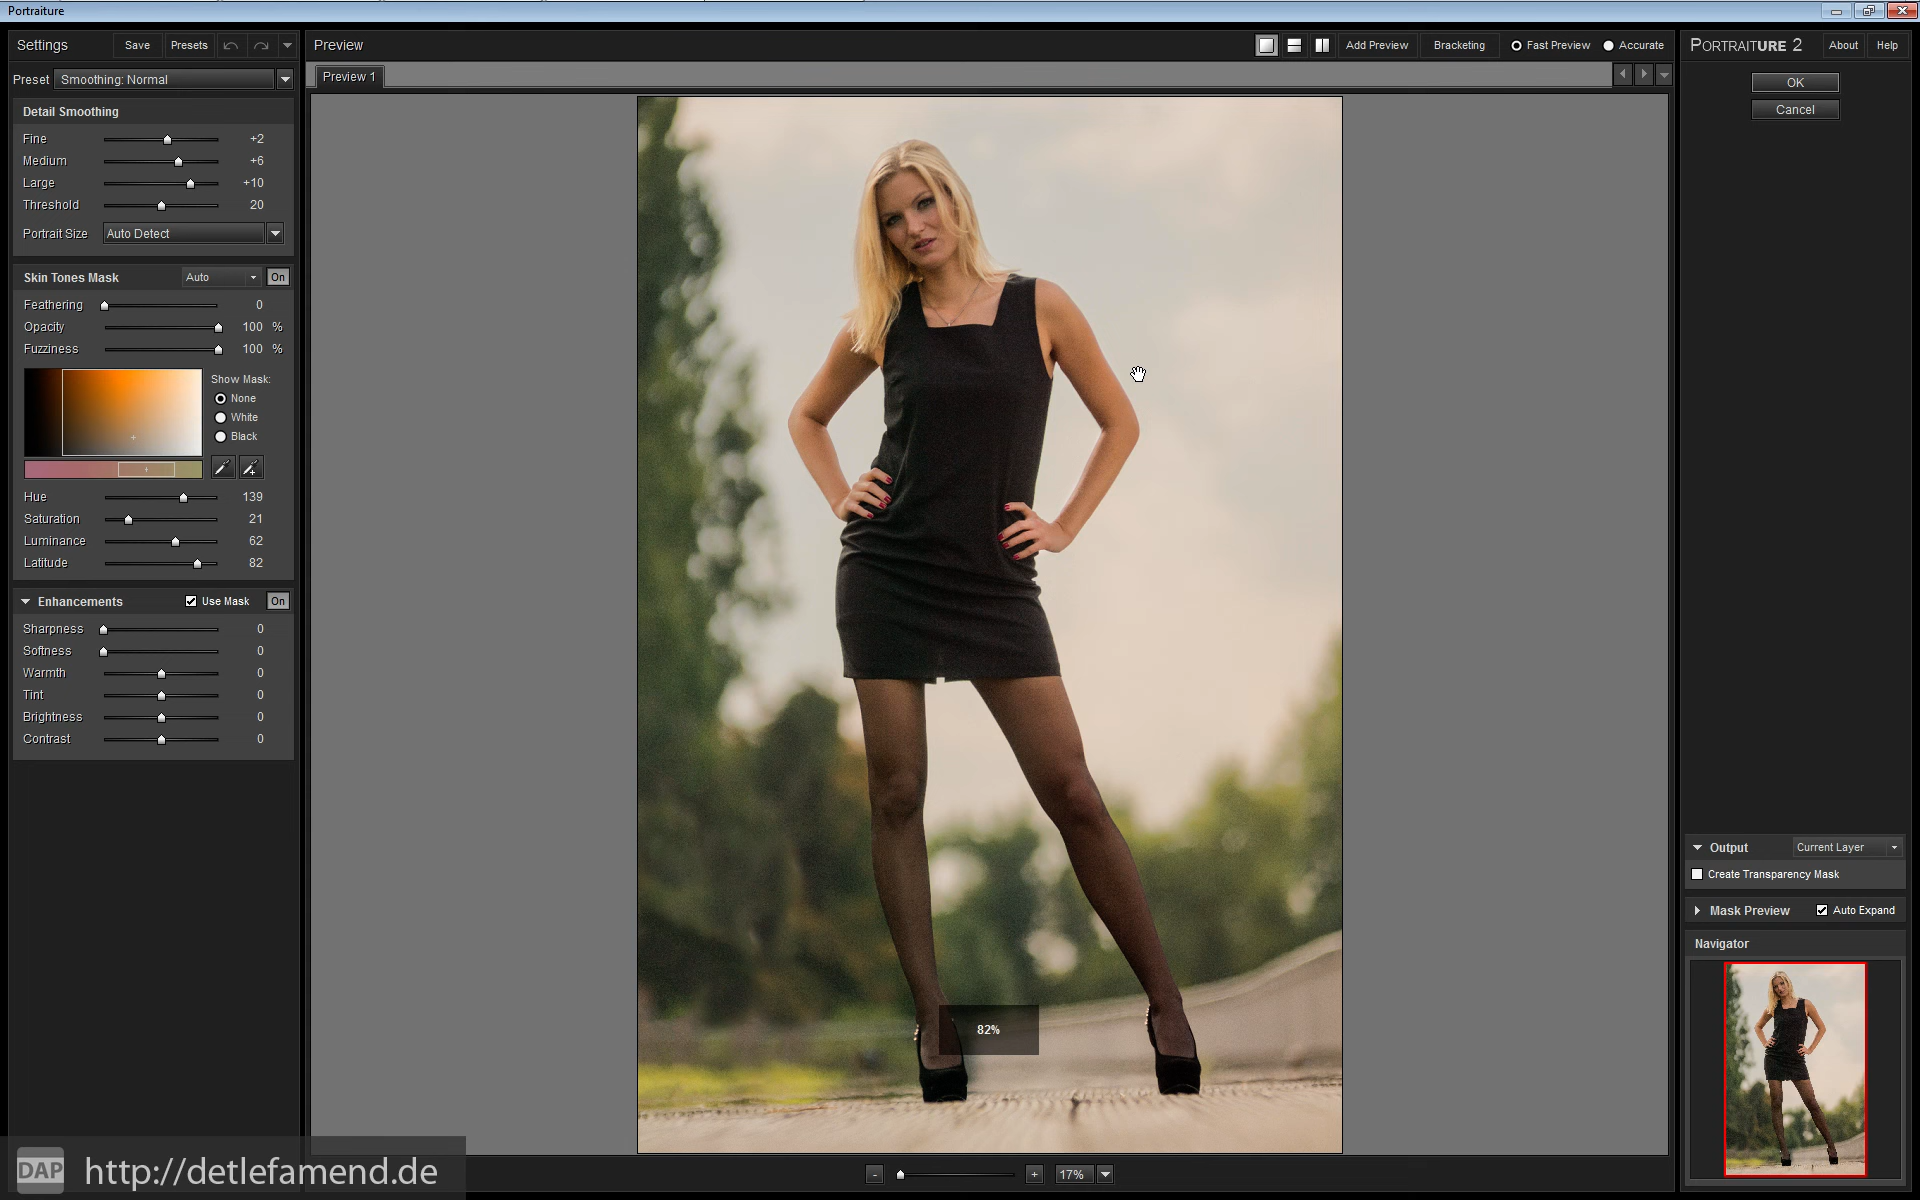 Portraiture
Settings Save Presets
Preset Smoothing: Normal
Detail Smoothing
Fine +2
Medium +6
Large +10
Threshold 20
Portrait Size Auto Detect
Skin Tones Mask Auto On
Feathering 0
Opacity 100 %
Fuzziness 100 %
Show Mask:
None
White
Black
Hue 139
Saturation 21
Luminance 62
Latitude 82
Enhancements Use Mask On
Sharpness 0
Softness 0
Warmth 0
Tint 0
Brightness 0
Contrast 0
Preview Add Preview Bracketing Fast Preview Accurate
Preview 1
82%
- + 17%
PORTRAITURE 2 About Help
OK
Cancel
Output Current Layer
Create Transparency Mask
Mask Preview Auto Expand
Navigator
DAP http://detlefamend.de